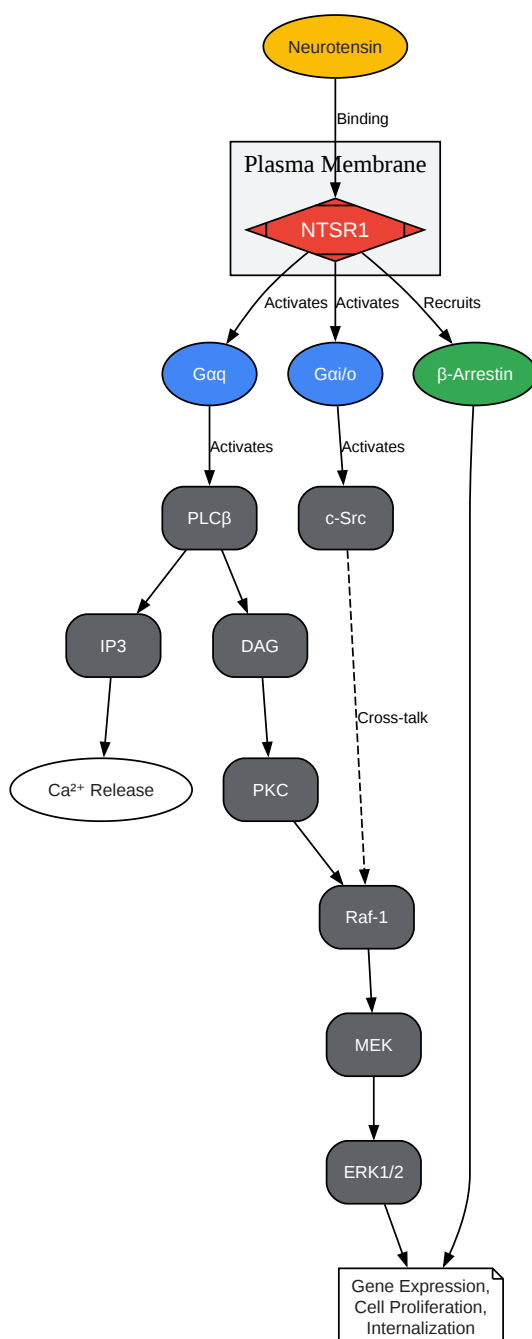 Neurotensin
Binding
Plasma Membrane
NTSR1
Activates
Activates
Recruits
Gαq
Gαi/o
β-Arrestin
Activates
Activates
PLCβ
c-Src
IP3
DAG
Cross-talk
Ca²⁺ Release
PKC
Raf-1
MEK
ERK1/2
Gene Expression,
Cell Proliferation,
Internalization